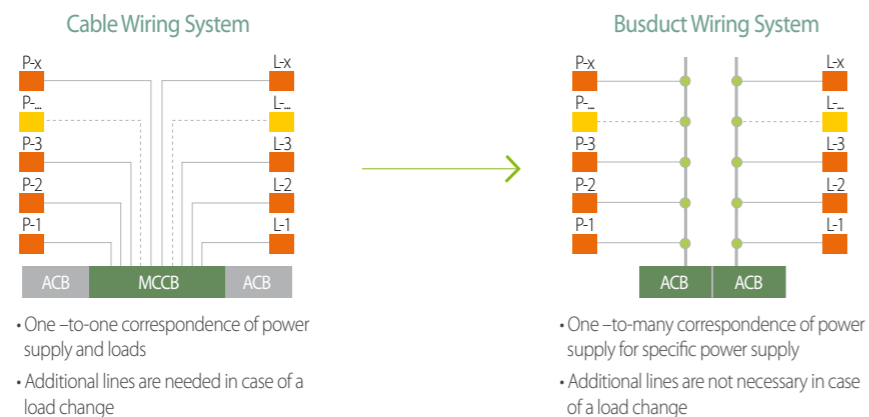 Cable Wiring System
P-x
L-x
P-...
L-...
P-3
L-3
P-2
L-2
P-1
L-1
ACB
MCCB
ACB
• One –to-one correspondence of power
supply and loads
• Additional lines are needed in case of a
load change
Busduct Wiring System
P-x
L-x
P-...
L-...
P-3
L-3
P-2
L-2
P-1
L-1
ACB
ACB
• One –to-many correspondence of power
supply for specific power supply
• Additional lines are not necessary in case
of a load change